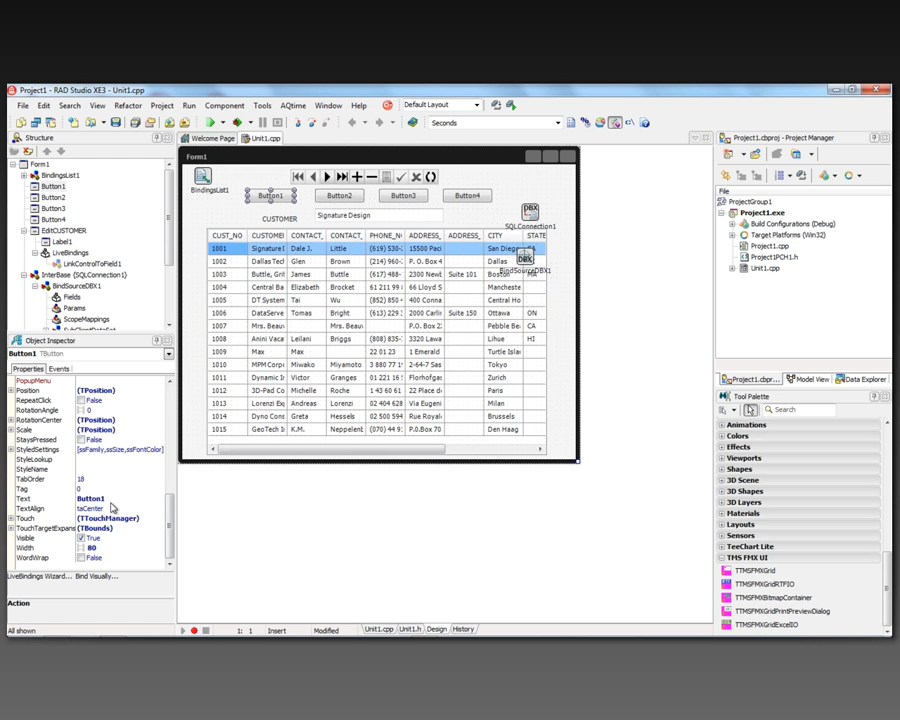 Project1 - RAD Studio XE3 - Unit1.cpp
File Edit Search View Refactor Project Run Component Tools AQtime Window Help Default Layout
Seconds
Structure
Form1
BindingsList1
Button1
Button2
Button3
Button4
EditCUSTOMER
Label1
LiveBindings
LinkControlToField1
InterBase {SQLConnection1}
BindSourceDBX1
Fields
Params
ScopeMappings
Object Inspector
Button1 TButton
Properties Events
PopupMenu
Position (TPosition)
RepeatClick False
RotationAngle 0
RotationCenter (TPosition)
Scale (TPosition)
StaysPressed False
StyledSettings [ssFamily,ssSize,ssFontColor]
StyleLookup
StyleName
TabOrder 18
Tag 0
Text Button1
TextAlign taCenter
Touch (TTouchManager)
TouchTargetExpans (TBounds)
Visible True
Width 80
WordWrap False
LiveBindings Wizard... Bind Visually...
Action
All shown
Welcome Page Unit1.cpp
Form1
BindingsList1
Button1 Button2 Button3 Button4
CUSTOMER Signature Design
DBX
SQLConnection1
CUST_NO CUSTOMEI CONTACT_ CONTACT_ PHONE_N ADDRESS_ ADDRESS_ CITY STATE
1001 Signature I Dale J. Little (619) 530-: 15500 Paci San Diego
1002 DallasTec Glen Brown (214) 960-: P. O. Box 4 Dallas
1003 Buttle, Gri James Buttle (617) 488- 2300 Newt Suite 101 Boston MA
DBX
BindSourceDBX1
1004 Central Ba Elizabeth Brocket 61 211 99 66 Lloyd S Mancheste
1005 DT System Tai Wu (852) 850 400 Conna Central Ho
1006 DataServe Tomas Bright (613) 229 2000 Carlin Suite 150 Ottawa ON
1007 Mrs. Beau Mrs. Beau P.O. Box 2 Pebble Be CA
1008 Anini Vaca Leilani Briggs (808) 835- 3320 Lawa Lihue HI
1009 Max Max 22 01 23 1 Emerald Turtle Isla
1010 MPM Corp Miwako Miyamoto 3 880 77 1 2-64-7 Sas Tokyo
1011 Dynamic I Victor Granges 01 221 16 Florhofgas Zurich
1012 3D-Pad Co Michelle Roche 1 43 60 61 22 Place d Paris
1013 Lorenzi Ex Andreas Lorenzi 02 404 628 Via Eugeni Milan
1014 Dyno Cons Greta Hessels 02 500 594 Rue Royal Brussels
1015 GeoTech I K.M. Neppelent (070) 44 9 P.O.Box 70 Den Haag
1: 1 Insert Modified Unit1.cpp Unit1.h Design History
Project1.cbproj - Project Manager
File
ProjectGroup1
Project1.exe
Build Configurations (Debug)
Target Platforms (Win32)
Project1.cpp
Project1PCH1.h
Unit1.cpp
Project1.cbpr... Model View Data Explorer
Tool Palette
Search
Animations
Colors
Effects
Viewports
Shapes
3D Scene
3D Shapes
3D Layers
Materials
Layouts
Sensors
TeeChart Lite
TMS FMX UI
TTMSFMXGrid
TTMSFMXGridRTFIO
TTMSFMXBitmapContainer
TTMSFMXGridPrintPreviewDialog
TTMSFMXGridExcelIO